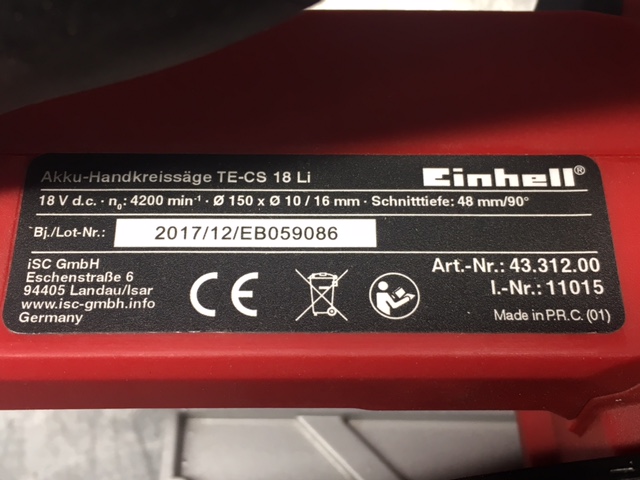 Akku-Handkreissäge TE-CS 18 Li
Einhell®
18 V d.c. · n₀: 4200 min⁻¹ · Ø 150 x Ø 10 / 16 mm · Schnitttiefe: 48 mm/90°
Bj./Lot-Nr.: 2017/12/EB059086
iSC GmbH
Eschenstraße 6
94405 Landau/Isar
www.isc-gmbh.info
Germany
CE
Art.-Nr.: 43.312.00
I.-Nr.: 11015
Made in P.R.C. (01)